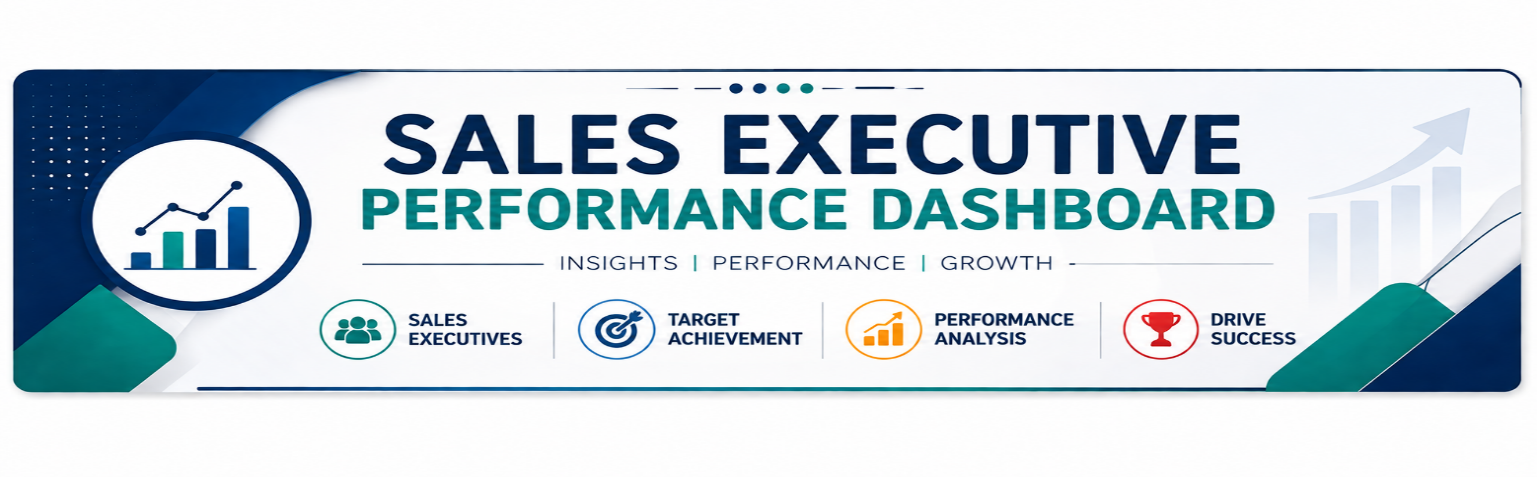 SALES EXECUTIVE
PERFORMANCE DASHBOARD
INSIGHTS | PERFORMANCE | GROWTH
SALES
EXECUTIVES
TARGET
ACHIEVEMENT
PERFORMANCE
ANALYSIS
DRIVE
SUCCESS